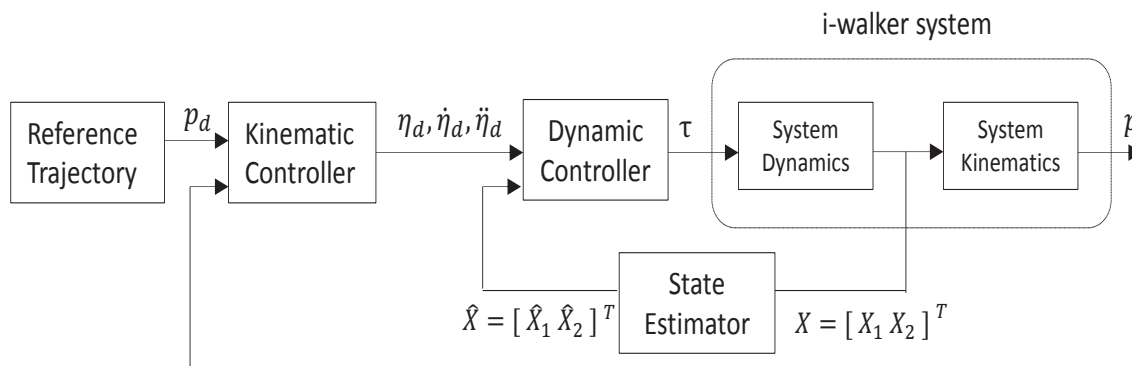 i-walker system
Reference
Trajectory
p_d
Kinematic
Controller
η_d, η̇_d, η̈_d
Dynamic
Controller
τ
System
Dynamics
System
Kinematics
p
State
Estimator
X̂ = [ X̂_1 X̂_2 ]^T
X = [ X_1 X_2 ]^T